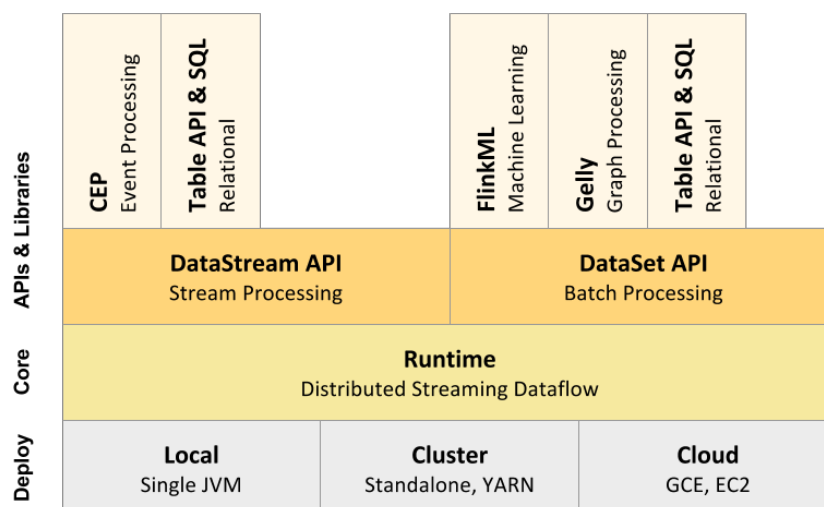 CEP
Event Processing
Table API & SQL
Relational
FlinkML
Machine Learning
Gelly
Graph Processing
Table API & SQL
Relational
APIs & Libraries
DataStream API
Stream Processing
DataSet API
Batch Processing
Core
Runtime
Distributed Streaming Dataflow
Deploy
Local
Single JVM
Cluster
Standalone, YARN
Cloud
GCE, EC2